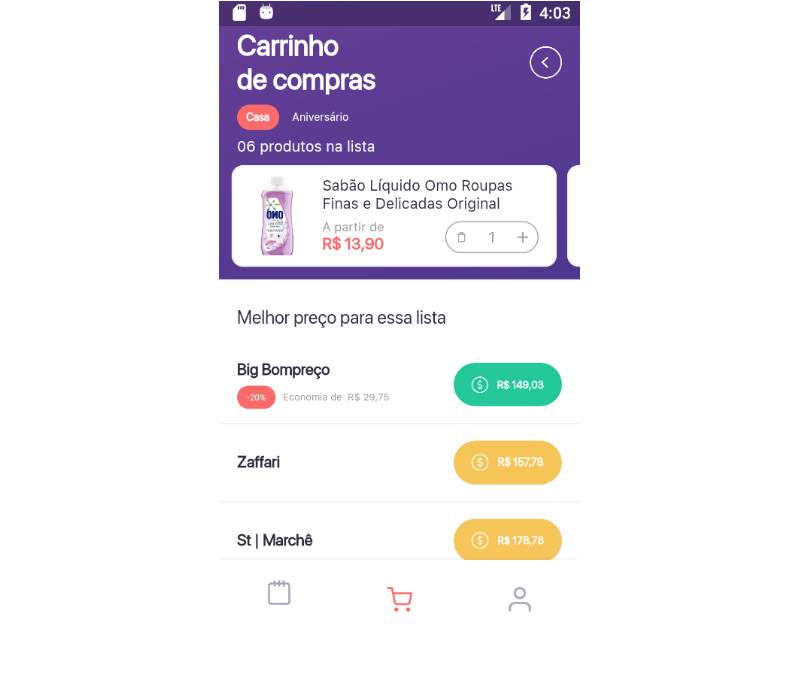 LTE 4:03
Carrinho
de compras
Casa Aniversário
06 produtos na lista
Sabão Líquido Omo Roupas
Finas e Delicadas Original
A partir de
R$ 13,90
1
OMO
Melhor preço para essa lista
Big Bompreço
-20% Economia de R$ 29,75
R$ 149,03
Zaffari
R$ 157,78
St | Marchê
R$ 178,78